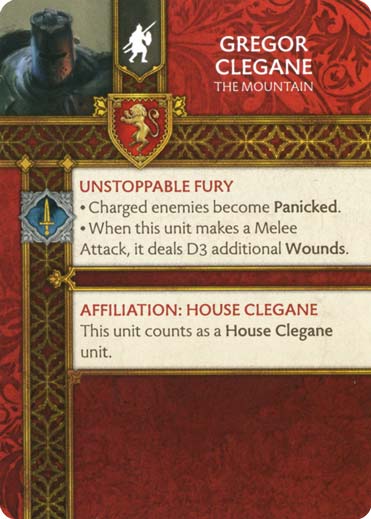 GREGOR
CLEGANE
THE MOUNTAIN
UNSTOPPABLE FURY
• Charged enemies become Panicked.
• When this unit makes a Melee
Attack, it deals D3 additional Wounds.
AFFILIATION: HOUSE CLEGANE
This unit counts as a House Clegane
unit.